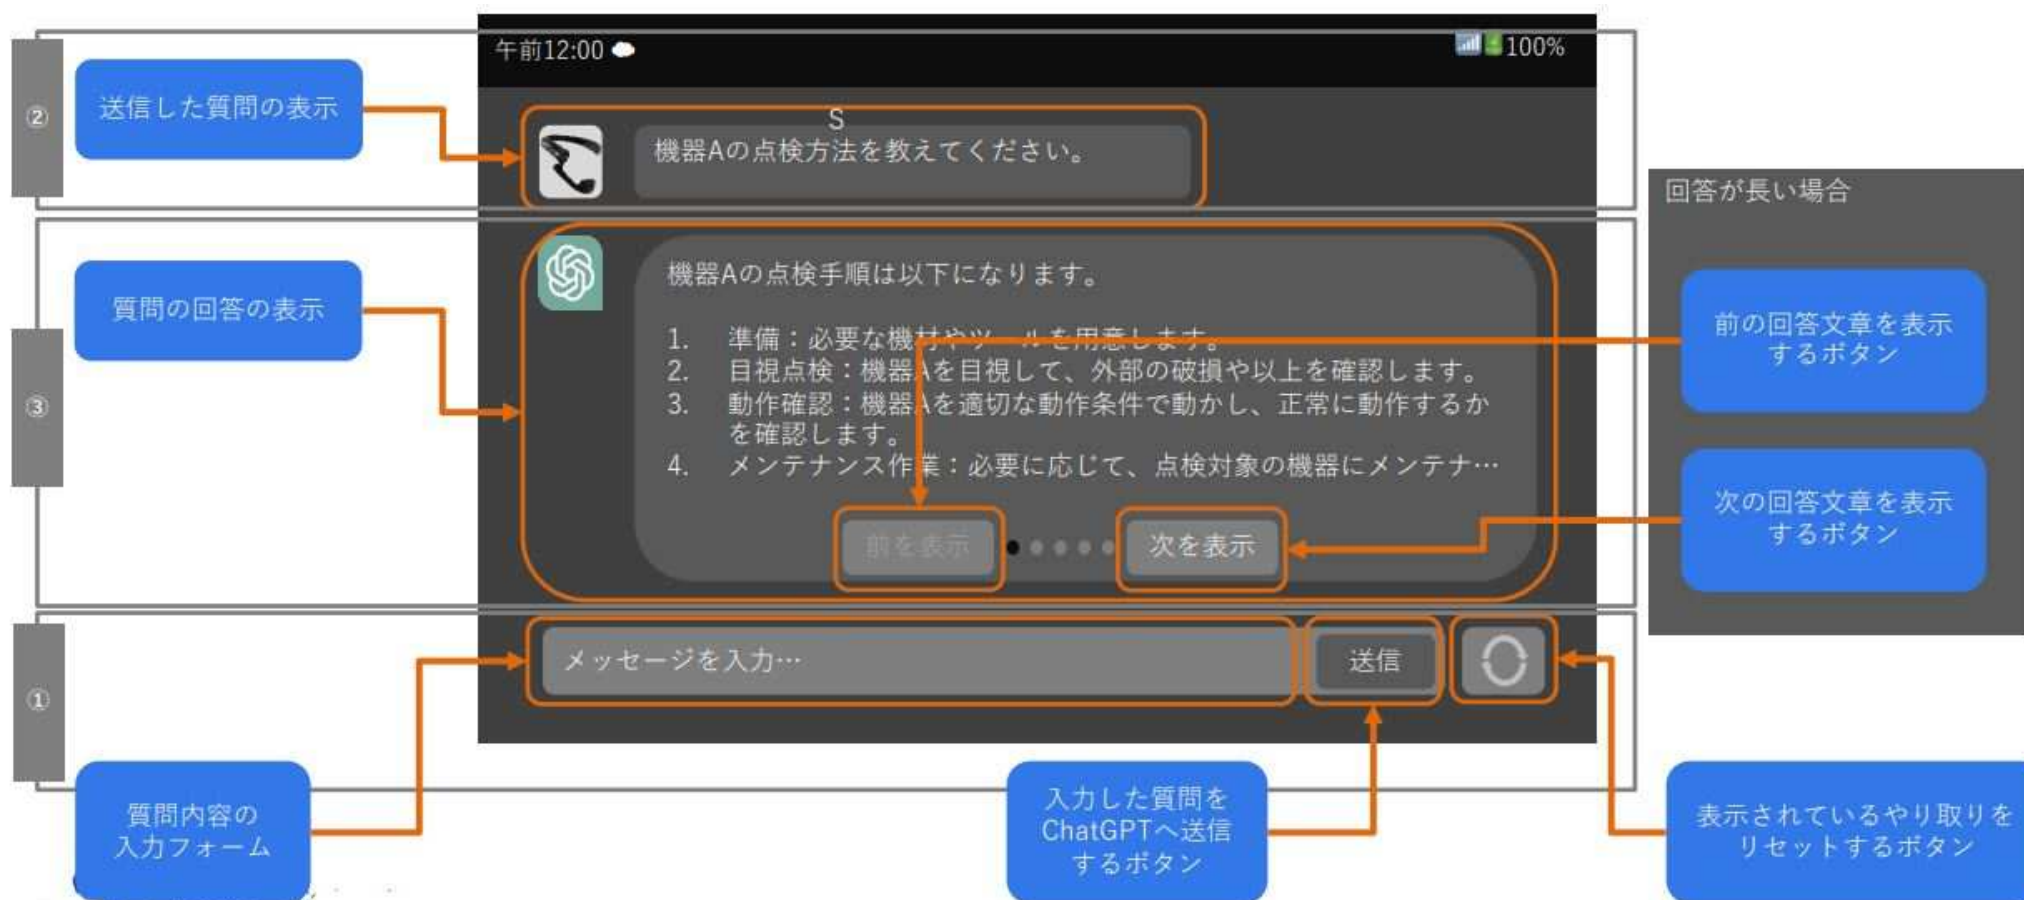 午前12:00
100%
②
送信した質問の表示
S
機器Aの点検方法を教えてください。
回答が長い場合
③
質問の回答の表示
機器Aの点検手順は以下になります。
1. 準備：必要な機材やツールを用意します。
2. 目視点検：機器Aを目視して、外部の破損や以上を確認します。
3. 動作確認：機器Aを適切な動作条件で動かし、正常に動作するか
を確認します。
4. メンテナンス作業：必要に応じて、点検対象の機器にメンテナ…
前を表示
次を表示
前の回答文章を表示
するボタン
次の回答文章を表示
するボタン
①
メッセージを入力…
送信
質問内容の
入力フォーム
入力した質問を
ChatGPTへ送信
するボタン
表示されているやり取りを
リセットするボタン